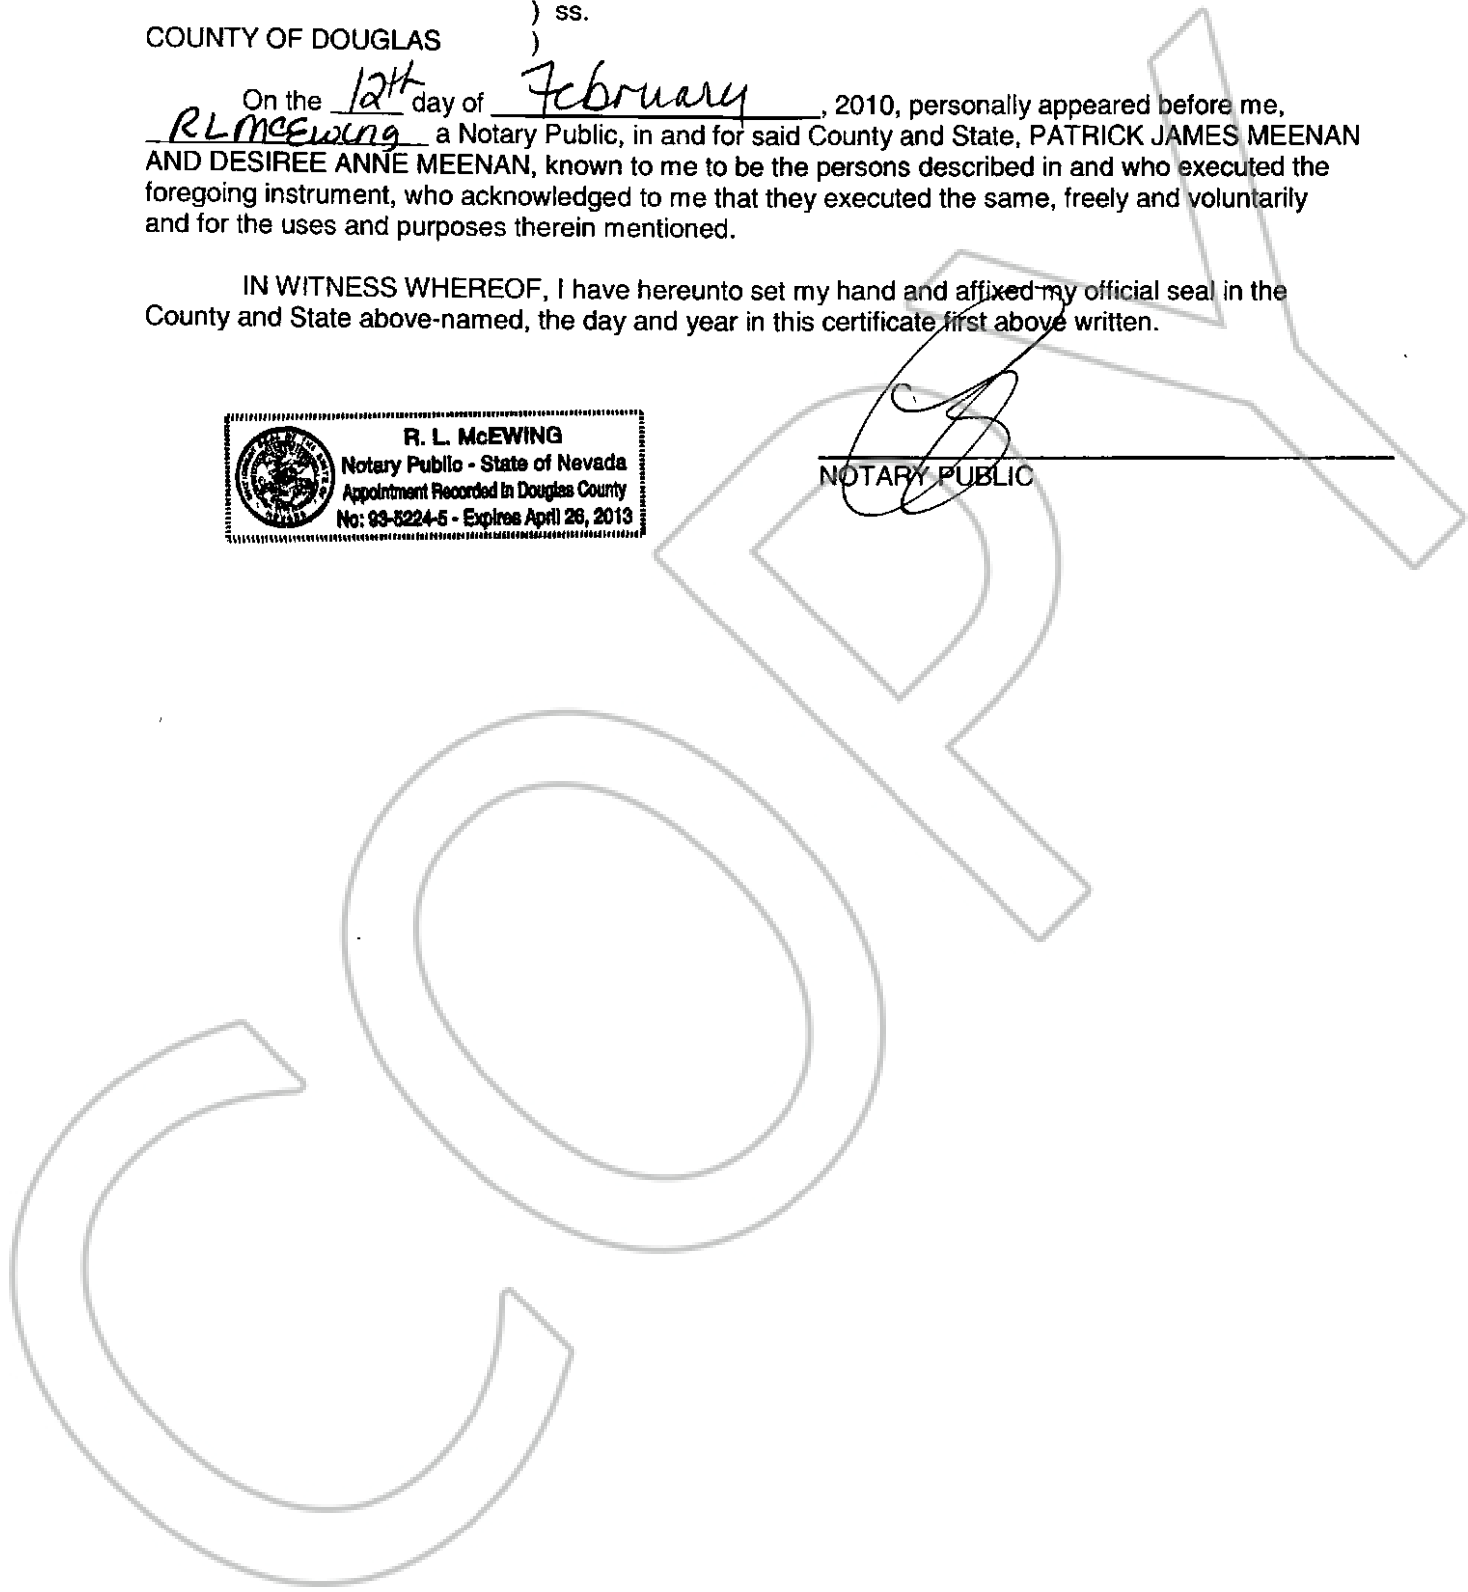 ) ss.
COUNTY OF DOUGLAS )
On the 12th day of February, 2010, personally appeared before me,
RL McEwing a Notary Public, in and for said County and State, PATRICK JAMES MEENAN
AND DESIREE ANNE MEENAN, known to me to be the persons described in and who executed the
foregoing instrument, who acknowledged to me that they executed the same, freely and voluntarily
and for the uses and purposes therein mentioned.
IN WITNESS WHEREOF, I have hereunto set my hand and affixed my official seal in the
County and State above-named, the day and year in this certificate first above written.
R. L. McEWING
Notary Public - State of Nevada
Appointment Recorded in Douglas County
No: 93-5224-5 - Expires April 26, 2013
NOTARY PUBLIC
COPY